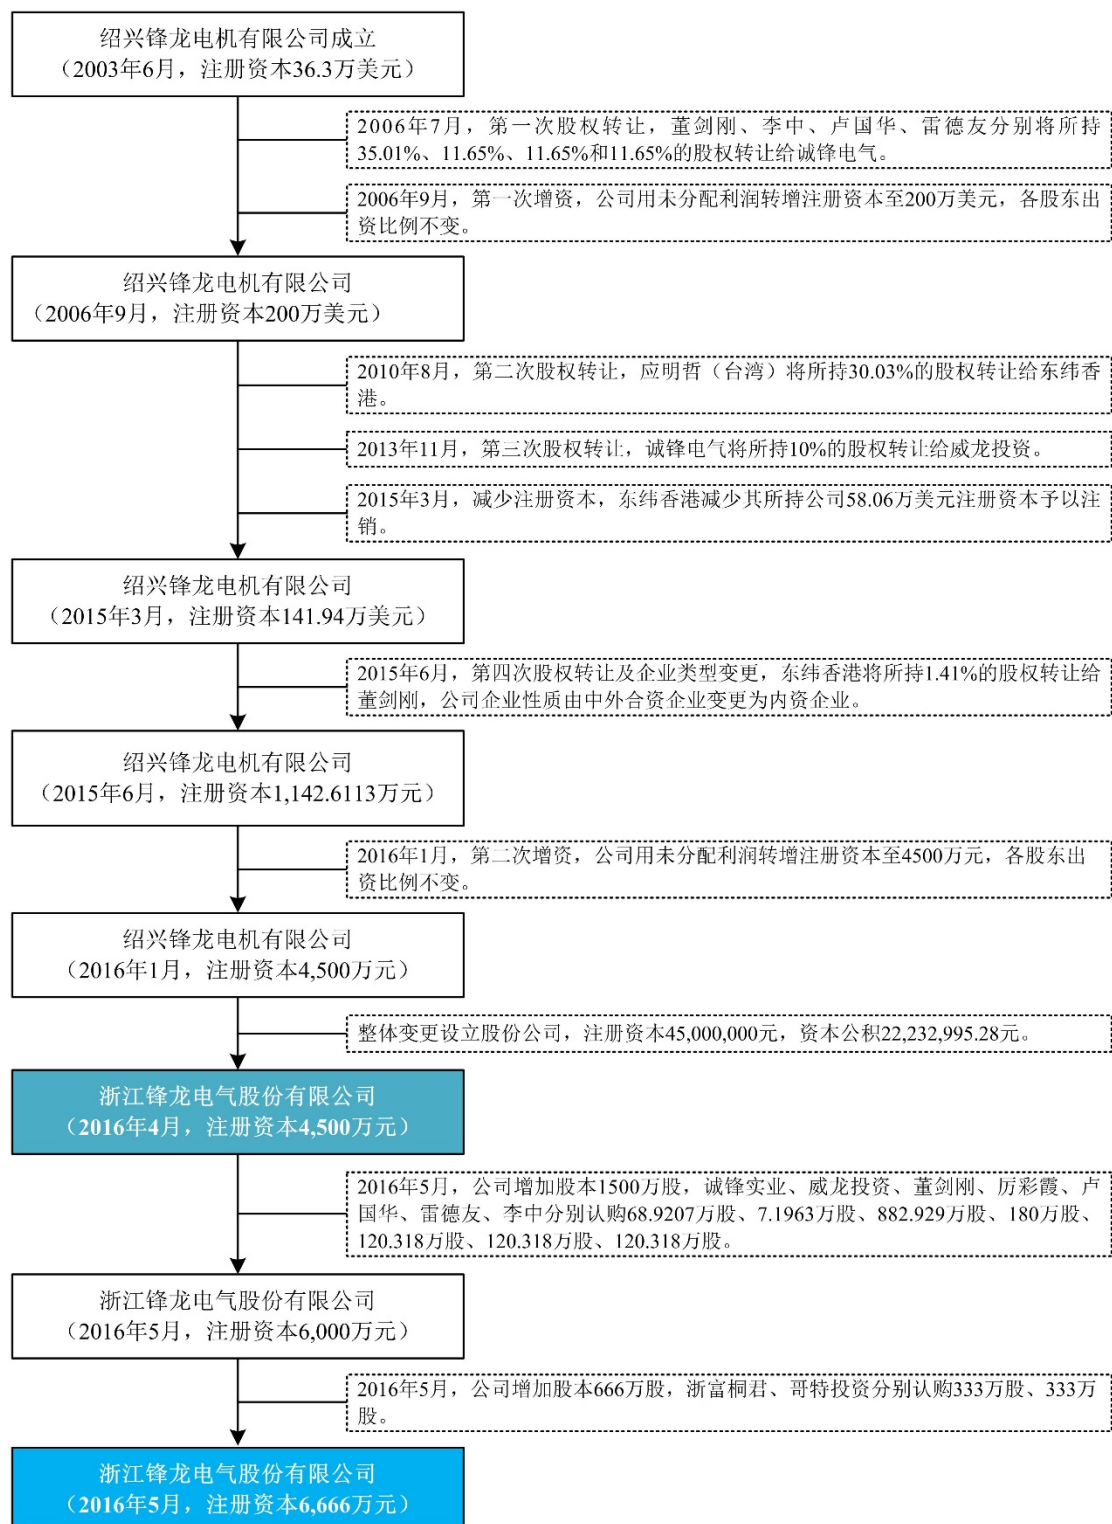 绍兴锋龙电机有限公司成立
（2003年6月，注册资本36.3万美元）
2006年7月，第一次股权转让，董剑刚、李中、卢国华、雷德友分别将所持
35.01%、11.65%、11.65%和11.65%的股权转让给诚锋电气。
2006年9月，第一次增资，公司用未分配利润转增注册资本至200万美元，各股东出
资比例不变。
绍兴锋龙电机有限公司
（2006年9月，注册资本200万美元）
2010年8月，第二次股权转让，应明哲（台湾）将所持30.03%的股权转让给东纬香
港。
2013年11月，第三次股权转让，诚锋电气将所持10%的股权转让给威龙投资。
2015年3月，减少注册资本，东纬香港减少其所持公司58.06万美元注册资本予以注
销。
绍兴锋龙电机有限公司
（2015年3月，注册资本141.94万美元）
2015年6月，第四次股权转让及企业类型变更，东纬香港将所持1.41%的股权转让给
董剑刚，公司企业性质由中外合资企业变更为内资企业。
绍兴锋龙电机有限公司
（2015年6月，注册资本1,142.6113万元）
2016年1月，第二次增资，公司用未分配利润转增注册资本至4500万元，各股东出
资比例不变。
绍兴锋龙电机有限公司
（2016年1月，注册资本4,500万元）
整体变更设立股份公司，注册资本45,000,000元，资本公积22,232,995.28元。
浙江锋龙电气股份有限公司
（2016年4月，注册资本4,500万元）
2016年5月，公司增加股本1500万股，诚锋实业、威龙投资、董剑刚、厉彩霞、卢
国华、雷德友、李中分别认购68.9207万股、7.1963万股、882.929万股、180万股、
120.318万股、120.318万股、120.318万股。
浙江锋龙电气股份有限公司
（2016年5月，注册资本6,000万元）
2016年5月，公司增加股本666万股，浙富桐君、哥特投资分别认购333万股、333万
股。
浙江锋龙电气股份有限公司
（2016年5月，注册资本6,666万元）